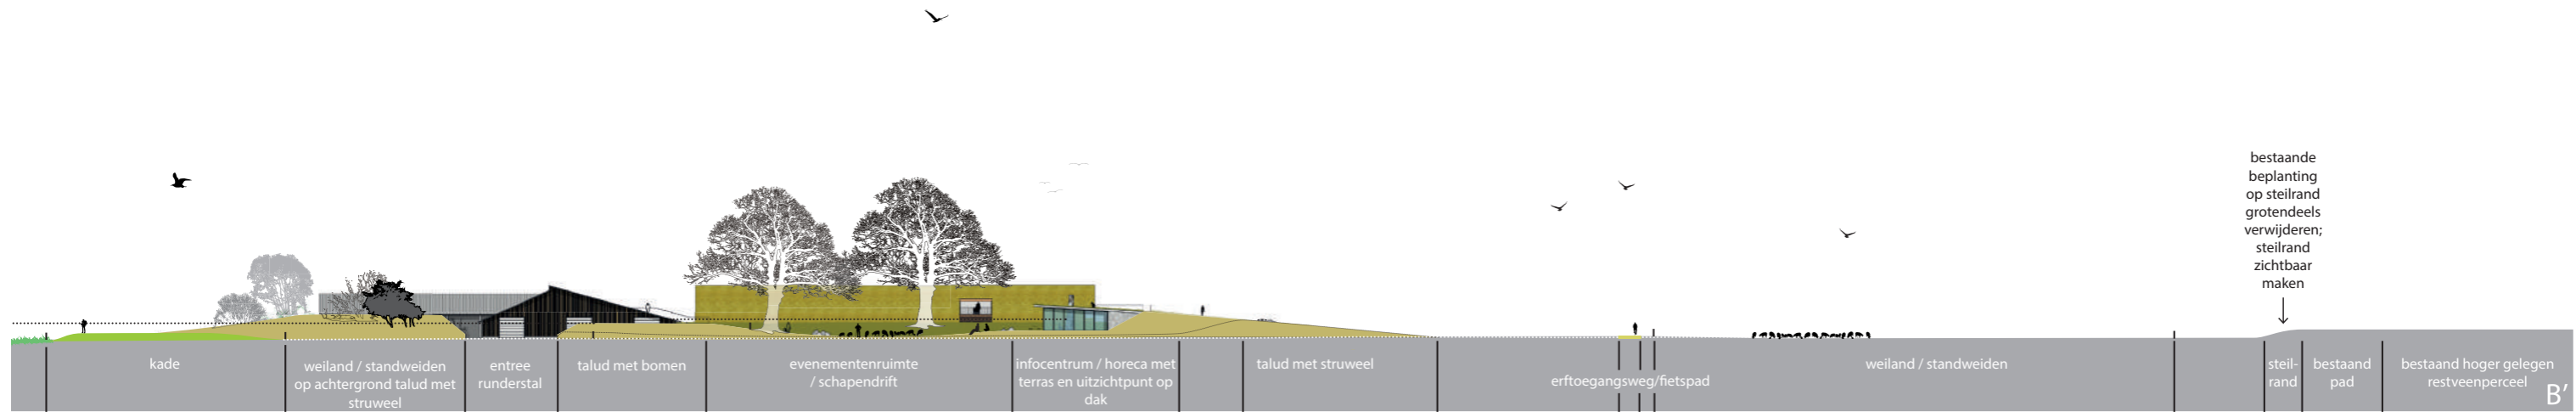 bestaande
beplanting
op steilrand
grotendeels
verwijderen;
steilrand
zichtbaar
maken
kade
weiland / standweiden
op achtergrond talud met
struweel
entree
runderstal
talud met bomen
evenementenruimte
/ schapendrift
infocentrum / horeca met
terras en uitzichtpunt op
dak
talud met struweel
erftoegangsweg/fietspad
weiland / standweiden
steil-
rand
bestaand
pad
bestaand hoger gelegen
restveenperceel
B’